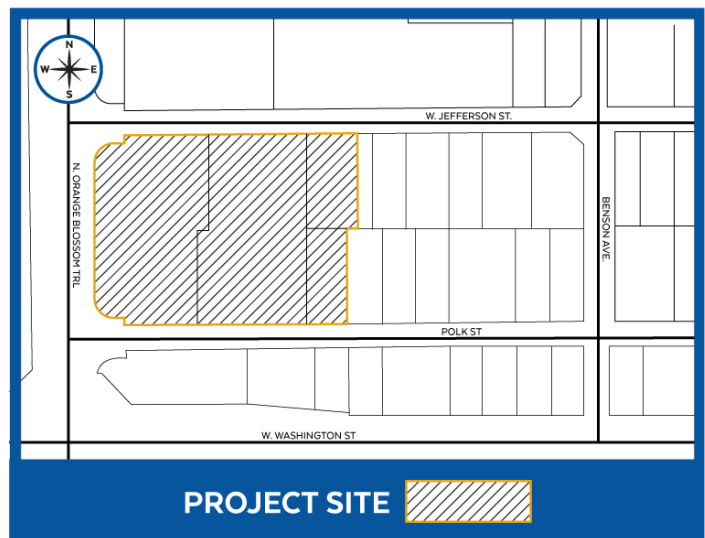 N
W E
S
W. JEFFERSON ST.
N. ORANGE BLOSSOM TRL
BENSON AVE.
POLK ST
W. WASHINGTON ST
PROJECT SITE